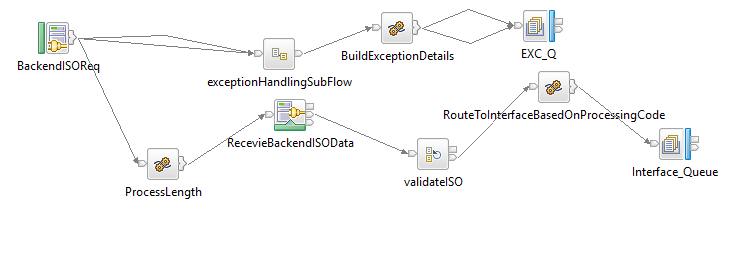 BackendISOReq
exceptionHandlingSubFlow
BuildExceptionDetails
EXC_Q
RouteToInterfaceBasedOnProcessingCode
RecevieBackendISOData
Interface_Queue
validateISO
ProcessLength